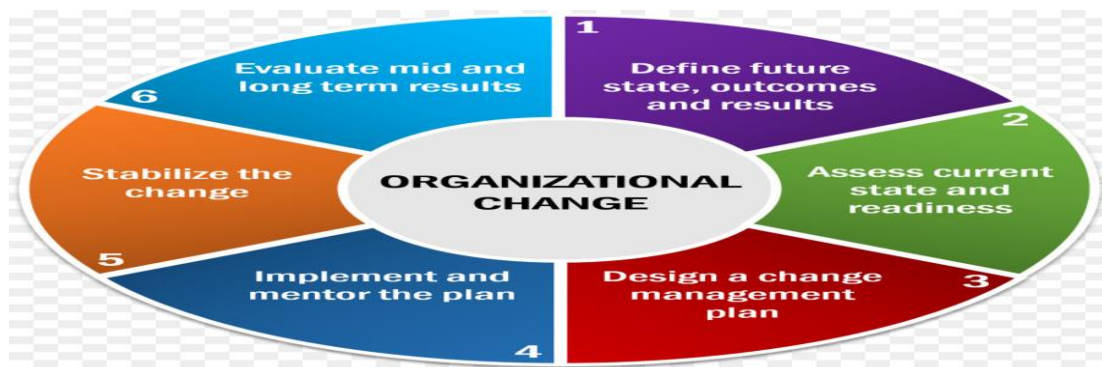 ORGANIZATIONAL
CHANGE
1
Define future
state, outcomes
and results
2
Assess current
state and
readiness
3
Design a change
management
plan
4
Implement and
mentor the plan
5
Stabilize the
change
6
Evaluate mid and
long term results